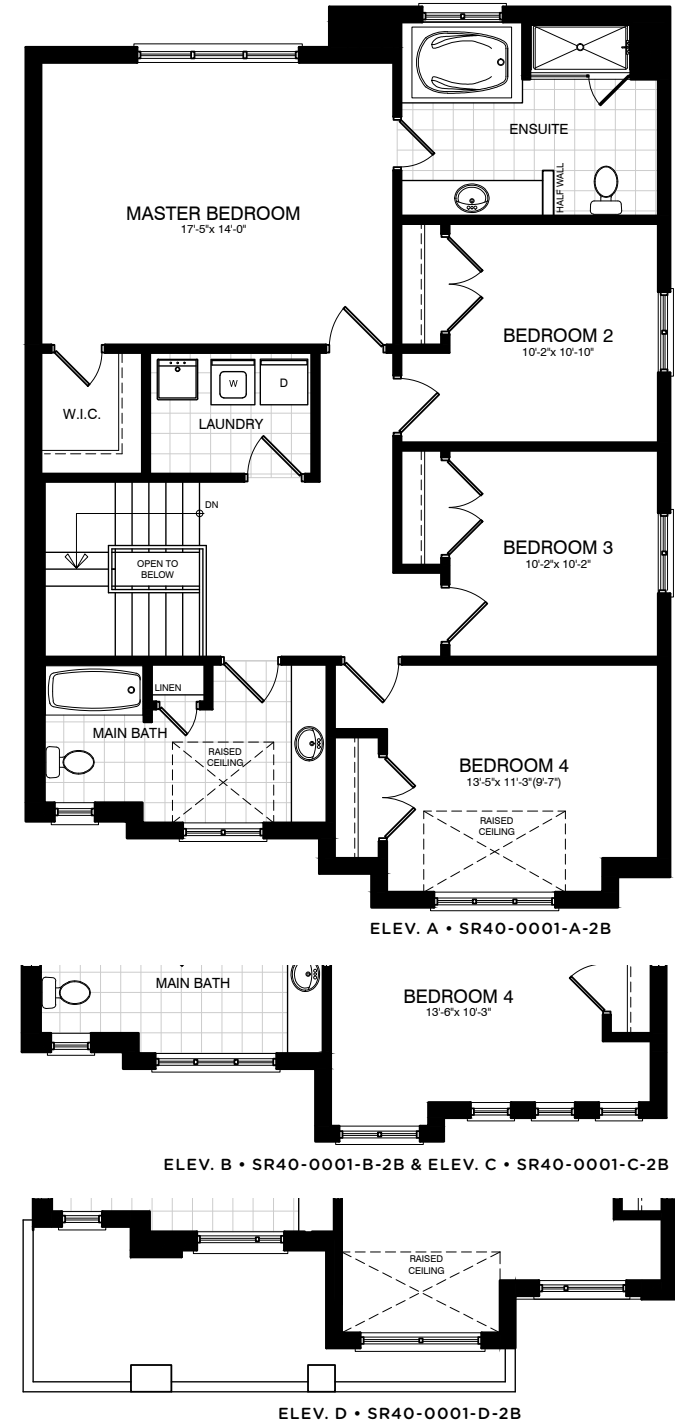 ENSUITE
HALF WALL
MASTER BEDROOM
17'-5"x 14'-0"
BEDROOM 2
10'-2"x 10'-10"
W.I.C.
W
D
LAUNDRY
DN
OPEN TO
BELOW
BEDROOM 3
10'-2"x 10'-2"
LINEN
MAIN BATH
RAISED
CEILING
BEDROOM 4
13'-5"x 11'-3"(9'-7")
RAISED
CEILING
ELEV. A • SR40-0001-A-2B
MAIN BATH
BEDROOM 4
13'-6"x 10'-3"
ELEV. B • SR40-0001-B-2B & ELEV. C • SR40-0001-C-2B
RAISED
CEILING
ELEV. D • SR40-0001-D-2B